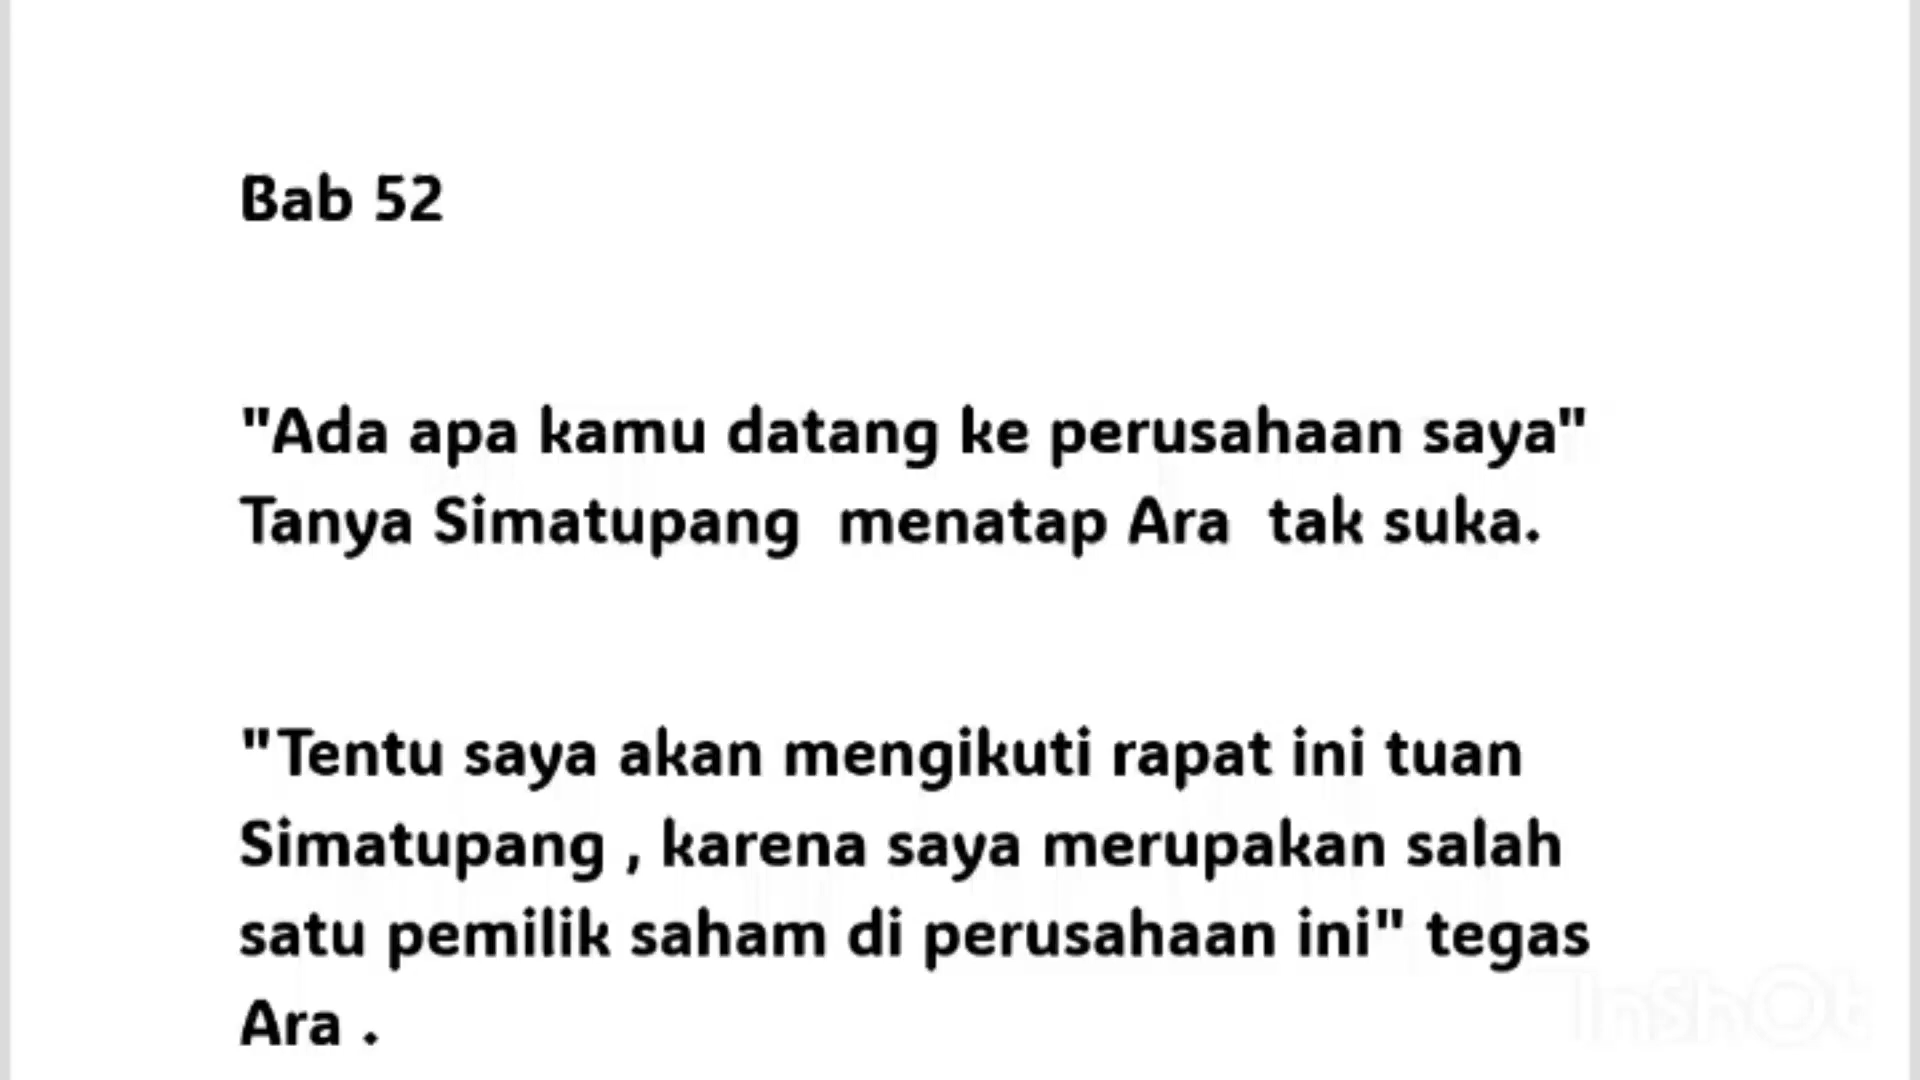 Bab 52
"Ada apa kamu datang ke perusahaan saya"
Tanya Simatupang  menatap Ara  tak suka.
"Tentu saya akan mengikuti rapat ini tuan
Simatupang , karena saya merupakan salah
satu pemilik saham di perusahaan ini" tegas
Ara .
InShOt